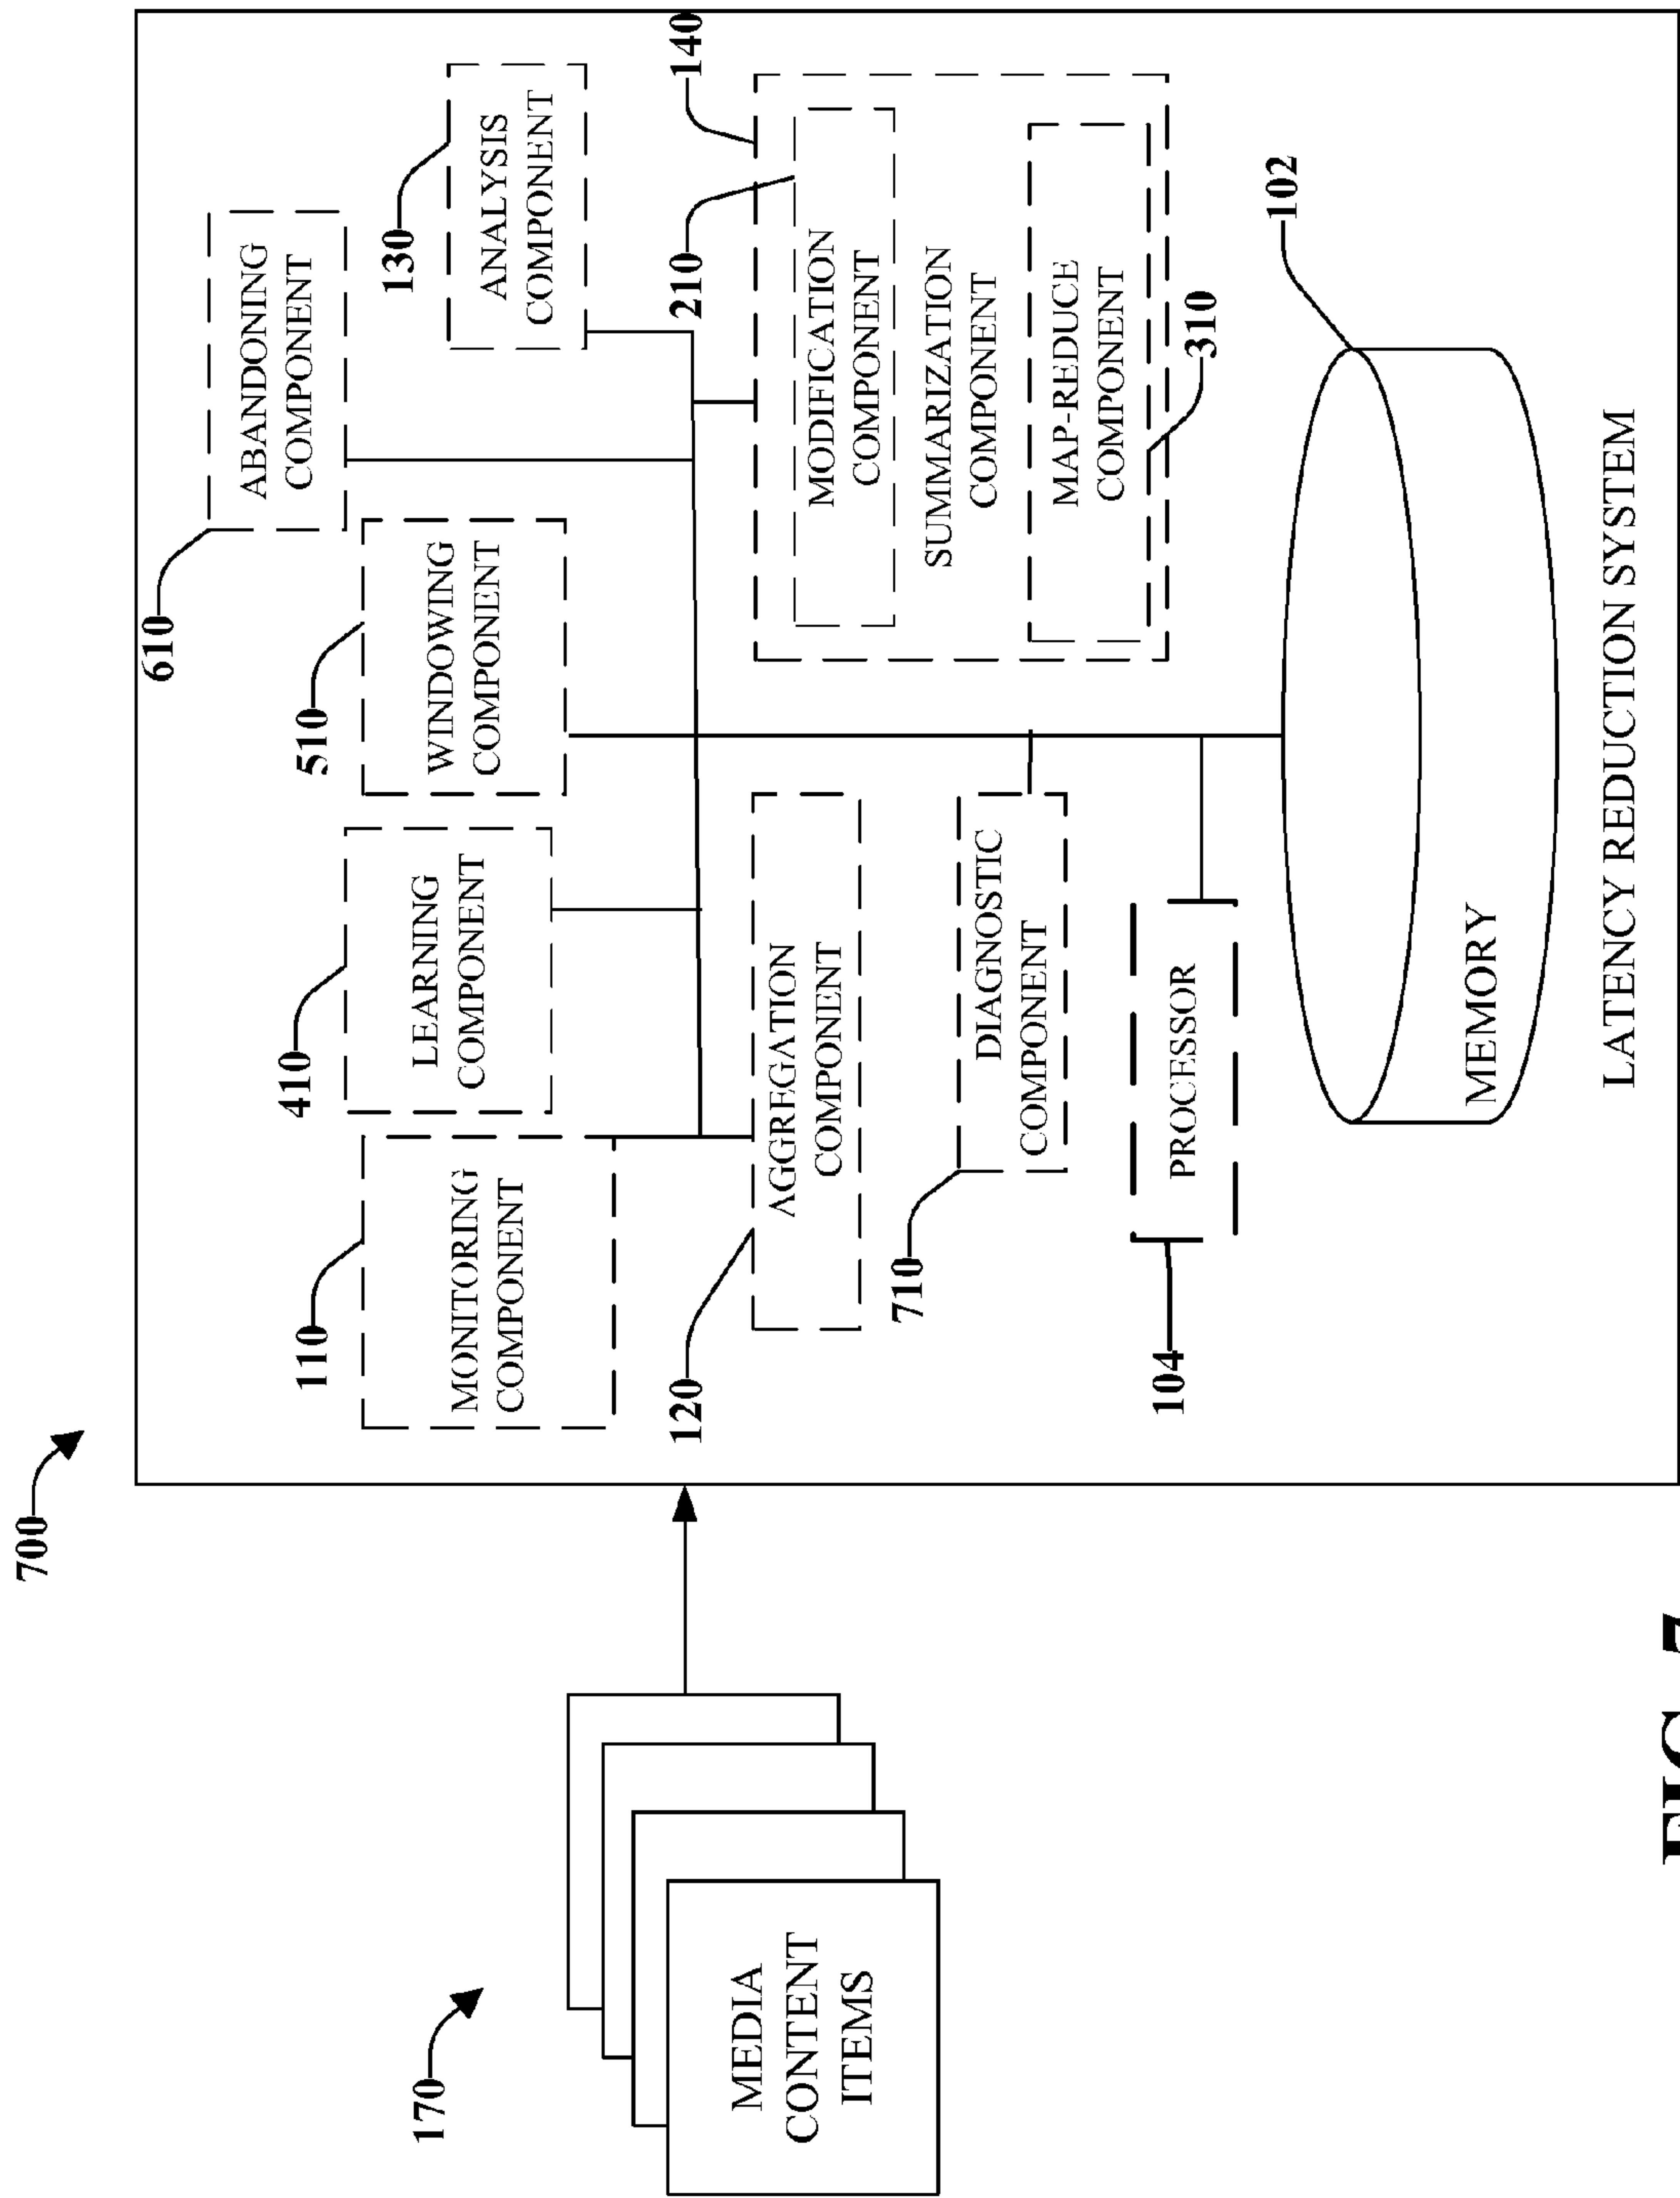 700
170
MEDIA
CONTENT
ITEMS
610
ABANDONING
COMPONENT
110
MONITORING
COMPONENT
410
LEARNING
COMPONENT
510
WINDOWING
COMPONENT
130
ANALYSIS
COMPONENT
120
AGGREGATION
COMPONENT
210
140
MODIFICATION
COMPONENT
SUMMARIZATION
COMPONENT
MAP-REDUCE
COMPONENT
310
710
DIAGNOSTIC
COMPONENT
104
PROCESSOR
102
MEMORY
LATENCY REDUCTION SYSTEM
FIG. 7